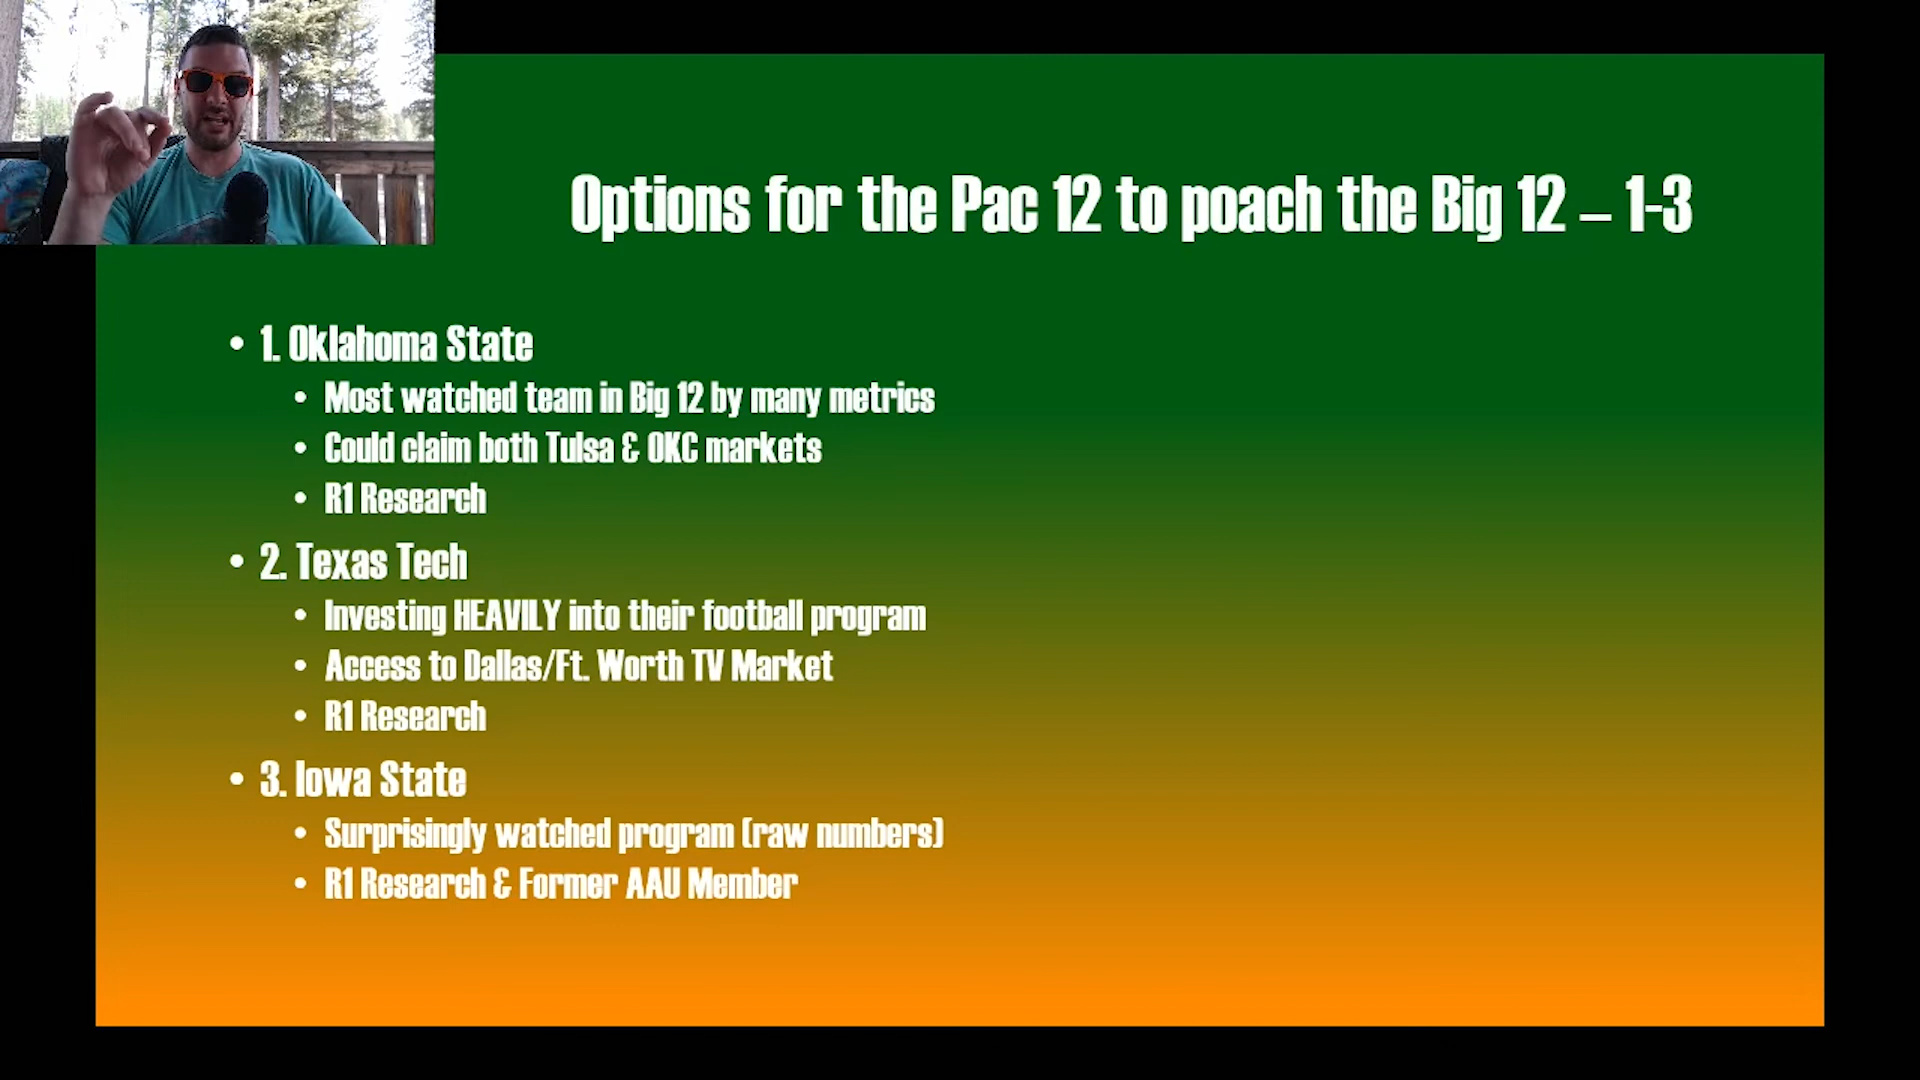 Options for the Pac 12 to poach the Big 12 – 1-3
• 1. Oklahoma State
• Most watched team in Big 12 by many metrics
• Could claim both Tulsa & OKC markets
• R1 Research
• 2. Texas Tech
• Investing HEAVILY into their football program
• Access to Dallas/Ft. Worth TV Market
• R1 Research
• 3. Iowa State
• Surprisingly watched program (raw numbers)
• R1 Research & Former AAU Member